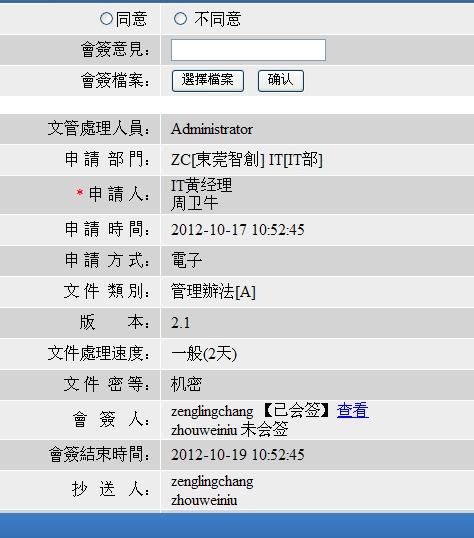 同意 不同意
會簽意見：
會簽檔案： 選擇檔案 确认
文管處理人員： Administrator
申請部門： ZC[東莞智創] IT[IT部]
*申請人： IT黄经理
周卫牛
申請時間： 2012-10-17 10:52:45
申請方式： 電子
文件類別： 管理辦法[A]
版本： 2.1
文件處理速度： 一般(2天)
文件密等： 机密
會簽人： zenglingchang 【已会签】查看
zhouweiniu 未会签
會簽結束時間： 2012-10-19 10:52:45
抄送人： zenglingchang
zhouweiniu